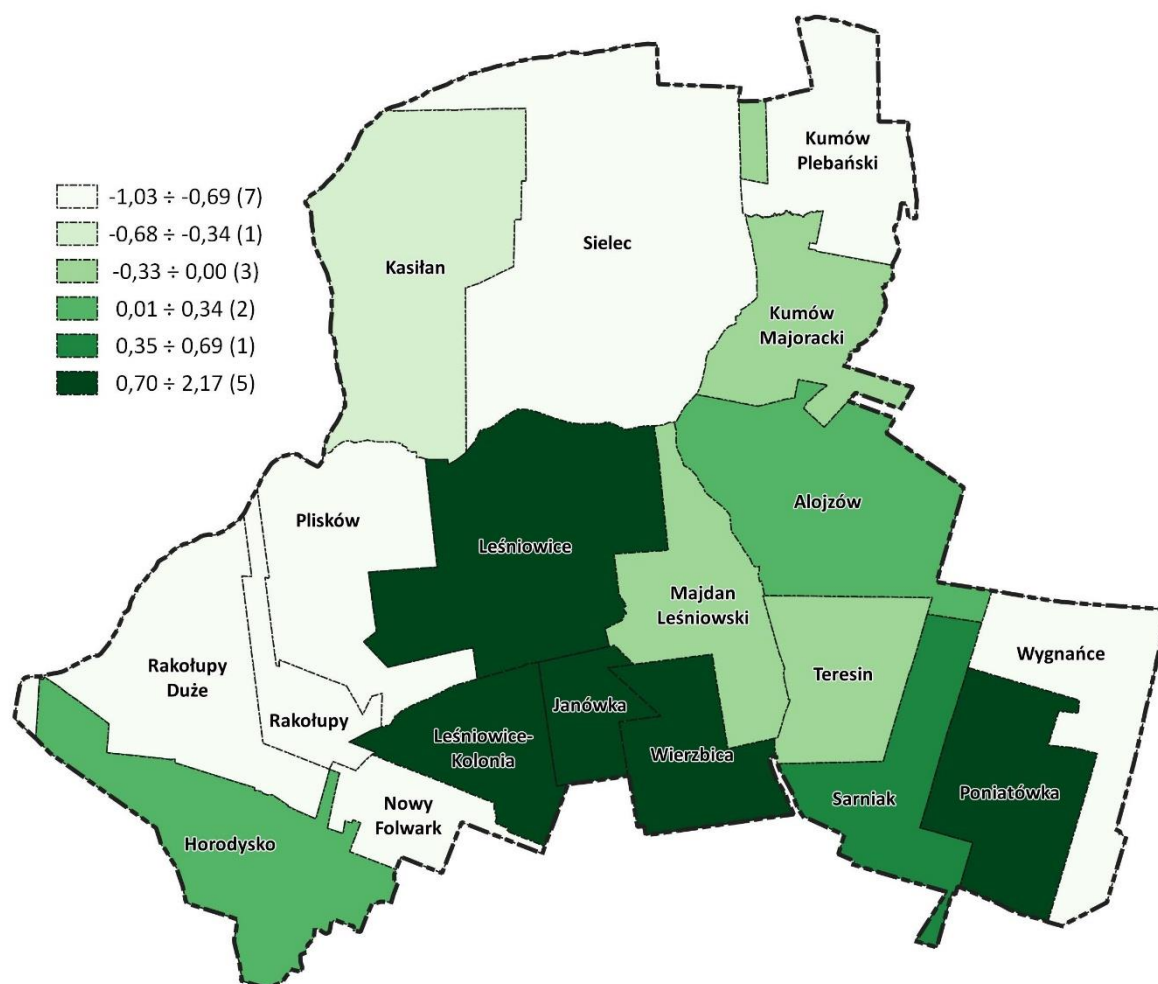 -1,03 ÷ -0,69 (7)
-0,68 ÷ -0,34 (1)
-0,33 ÷ 0,00 (3)
0,01 ÷ 0,34 (2)
0,35 ÷ 0,69 (1)
0,70 ÷ 2,17 (5)
Kumów
Plebański
Sielec
Kasiłan
Kumów
Majoracki
Alojzów
Plisków
Leśniowice
Majdan
Leśniowski
Rakołupy
Duże
Wygnańce
Teresin
Rakołupy
Janówka
Leśniowice-
Kolonia
Wierzbica
Sarniak
Poniatówka
Nowy
Folwark
Horodysko